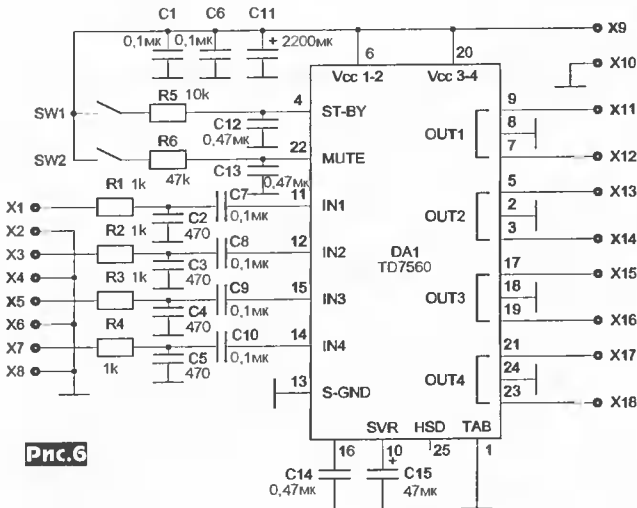 C1 C6 C11
0,1мк 0,1мк + 2200мк
X9
6 20
X10
Vcc 1-2 Vcc 3-4
R5 10k
SW1
4 ST-BY
9 X11
8
OUT1
7 X12
C12
0,47мк
R6
SW2
47k
22 MUTE
C13
0,47мк
5 X13
2
OUT2
3 X14
R1 1k
X1
C7
0,1мк
11 IN1
C2
470
X2
R2 1k
X3
C8
0,1мк
12 IN2
C3
470
DA1
TD7560
X4
R3 1k
X5
C9
0,1мк
15 IN3
C4
470
17 X15
18
OUT3
19 X16
X6
R4
X7
1k
C10
0,1мк
14 IN4
C5
470
X8
21 X17
24
OUT4
23 X18
13 S-GND
SVR HSD TAB
16 10 25 1
C14
0,47мк
+
C15
47мк
Рис.6